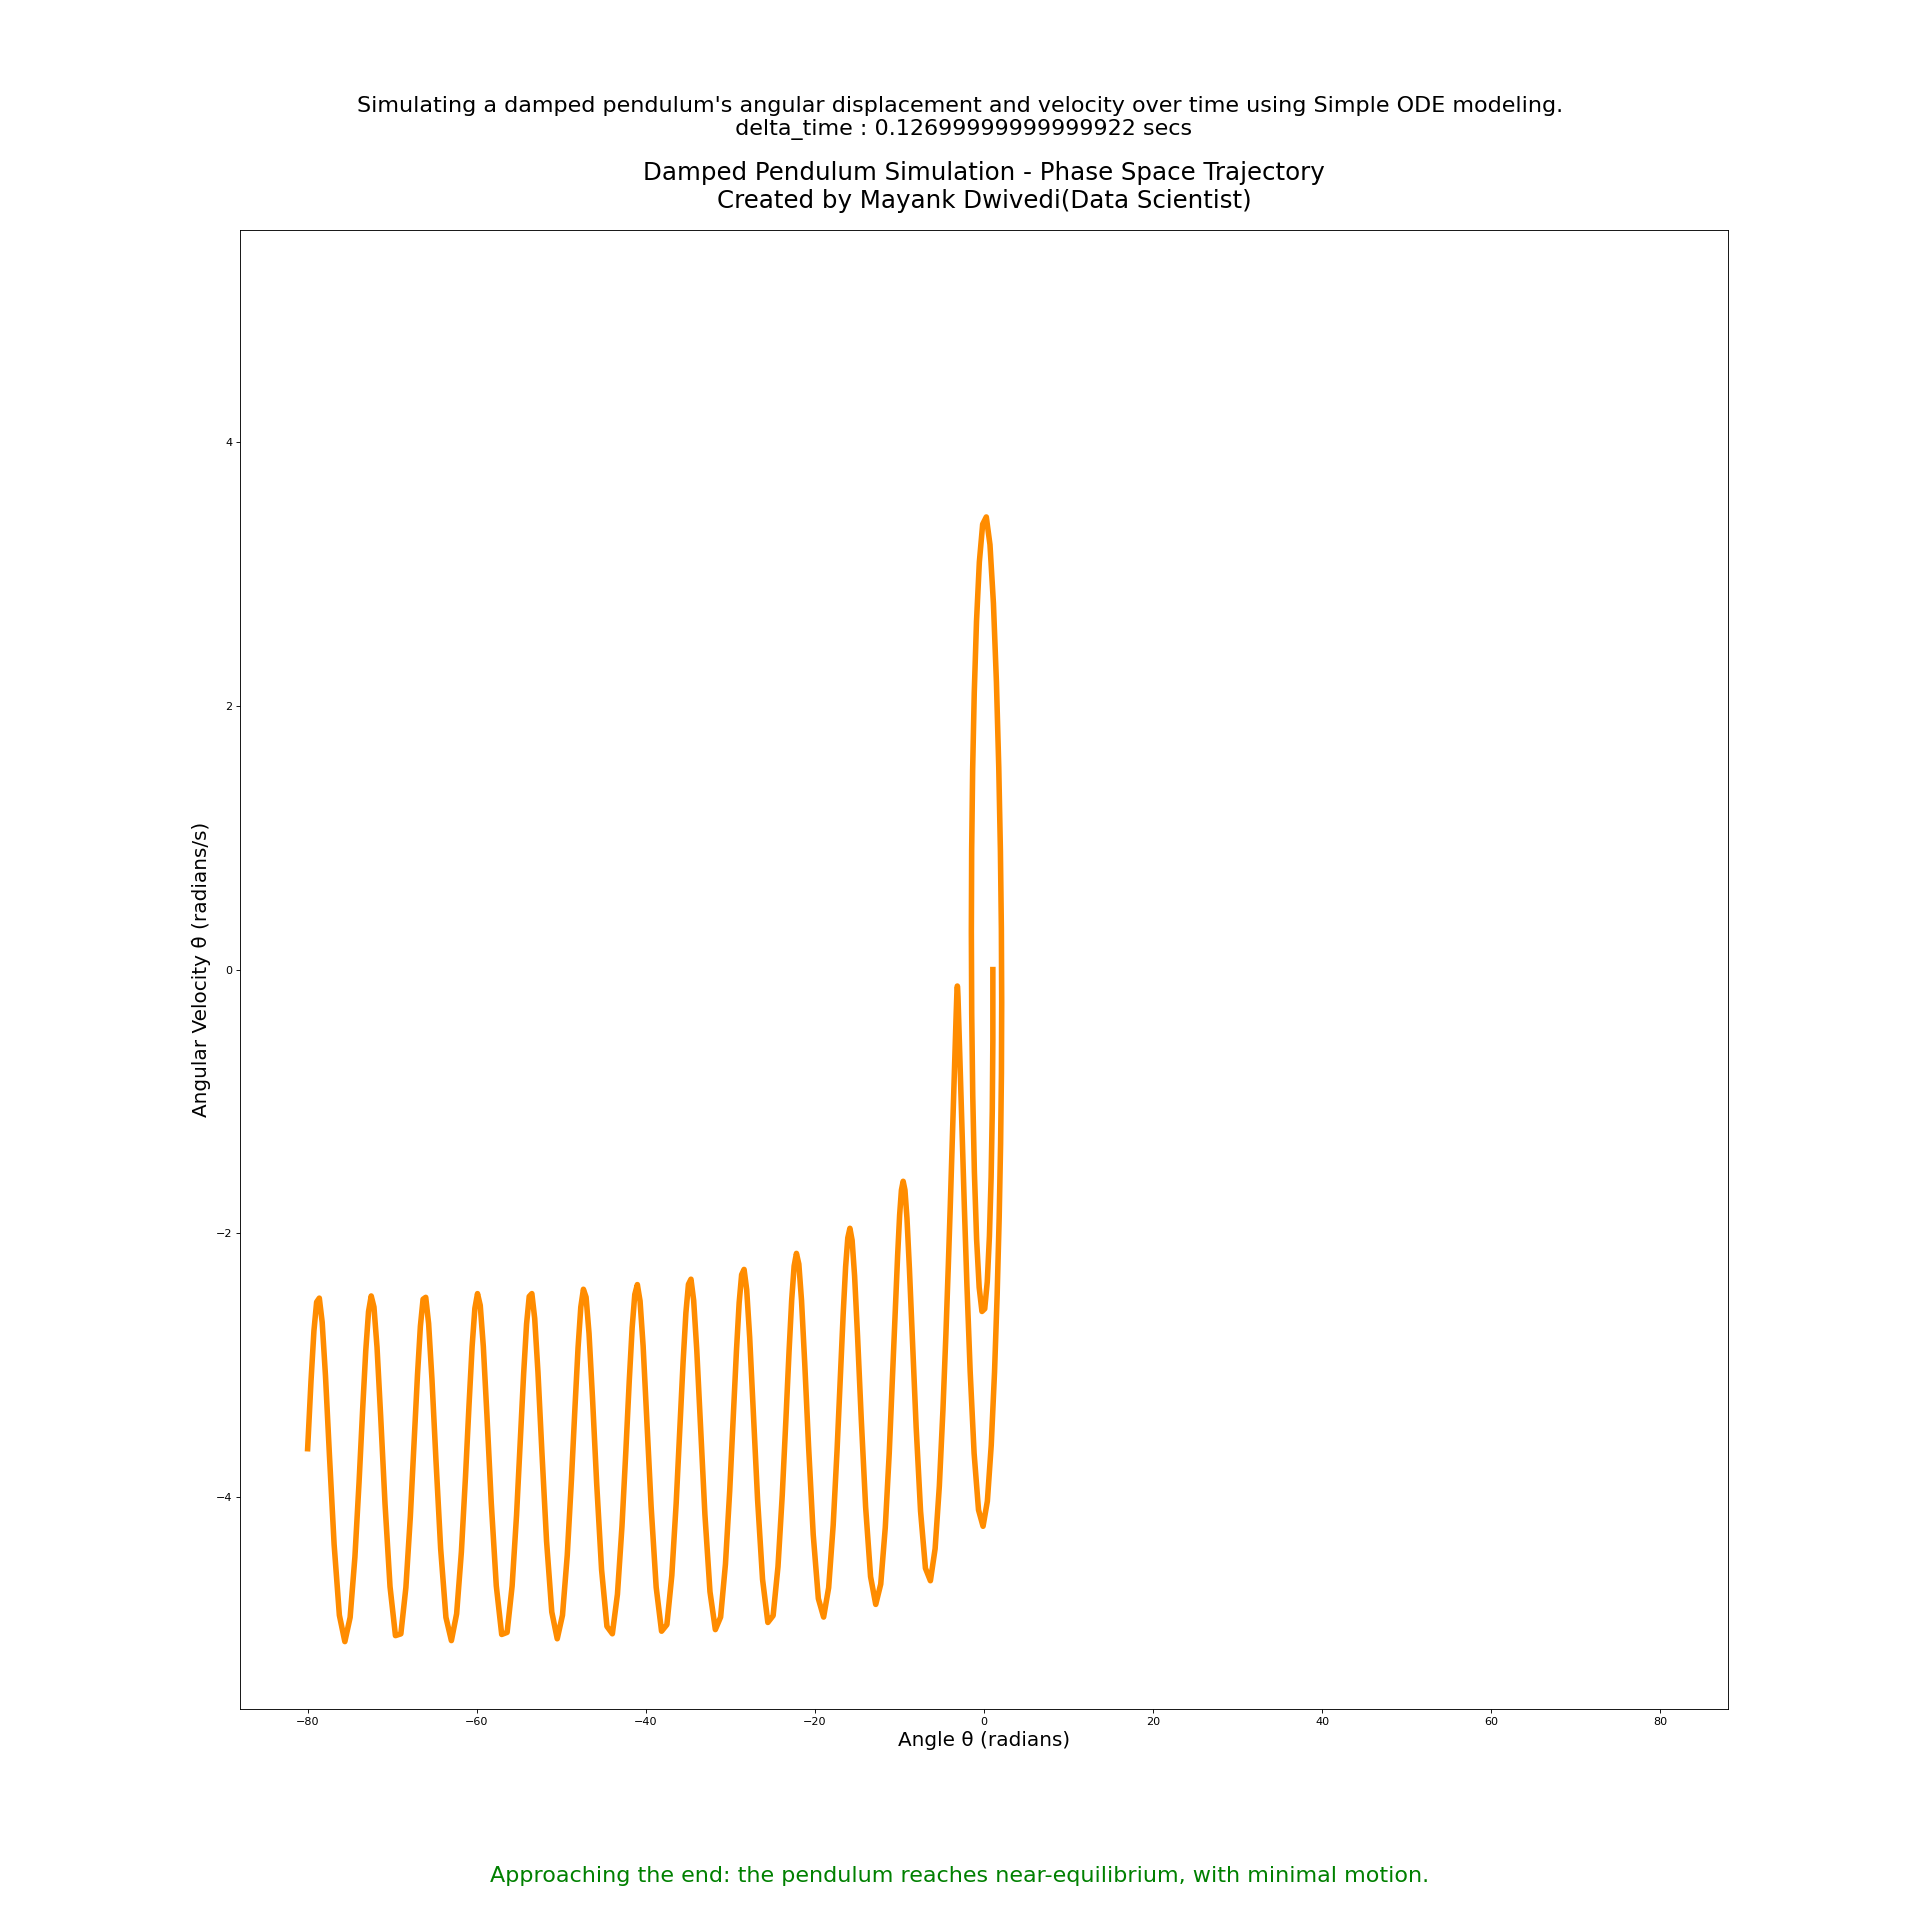 Simulating a damped pendulum's angular displacement and velocity over time using Simple ODE modeling.
delta_time : 0.12699999999999922 secs
Damped Pendulum Simulation - Phase Space Trajectory
Created by Mayank Dwivedi(Data Scientist)
Angular Velocity θ (radians/s)
4
2
0
−2
−4
−80
−60
−40
−20
0
20
40
60
80
Angle θ (radians)
Approaching the end: the pendulum reaches near-equilibrium, with minimal motion.